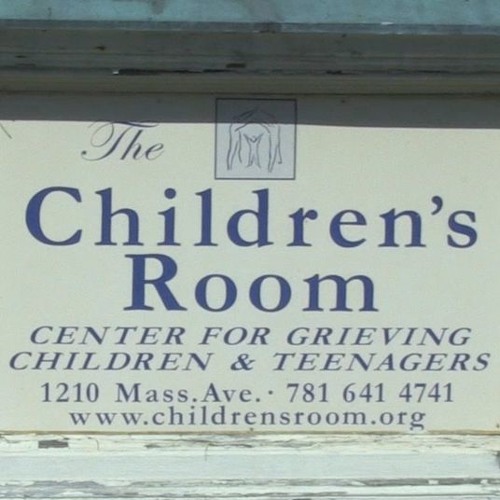 The
Children's
Room
CENTER FOR GRIEVING
CHILDREN & TEENAGERS
1210 Mass.Ave. · 781 641 4741
www.childrensroom.org